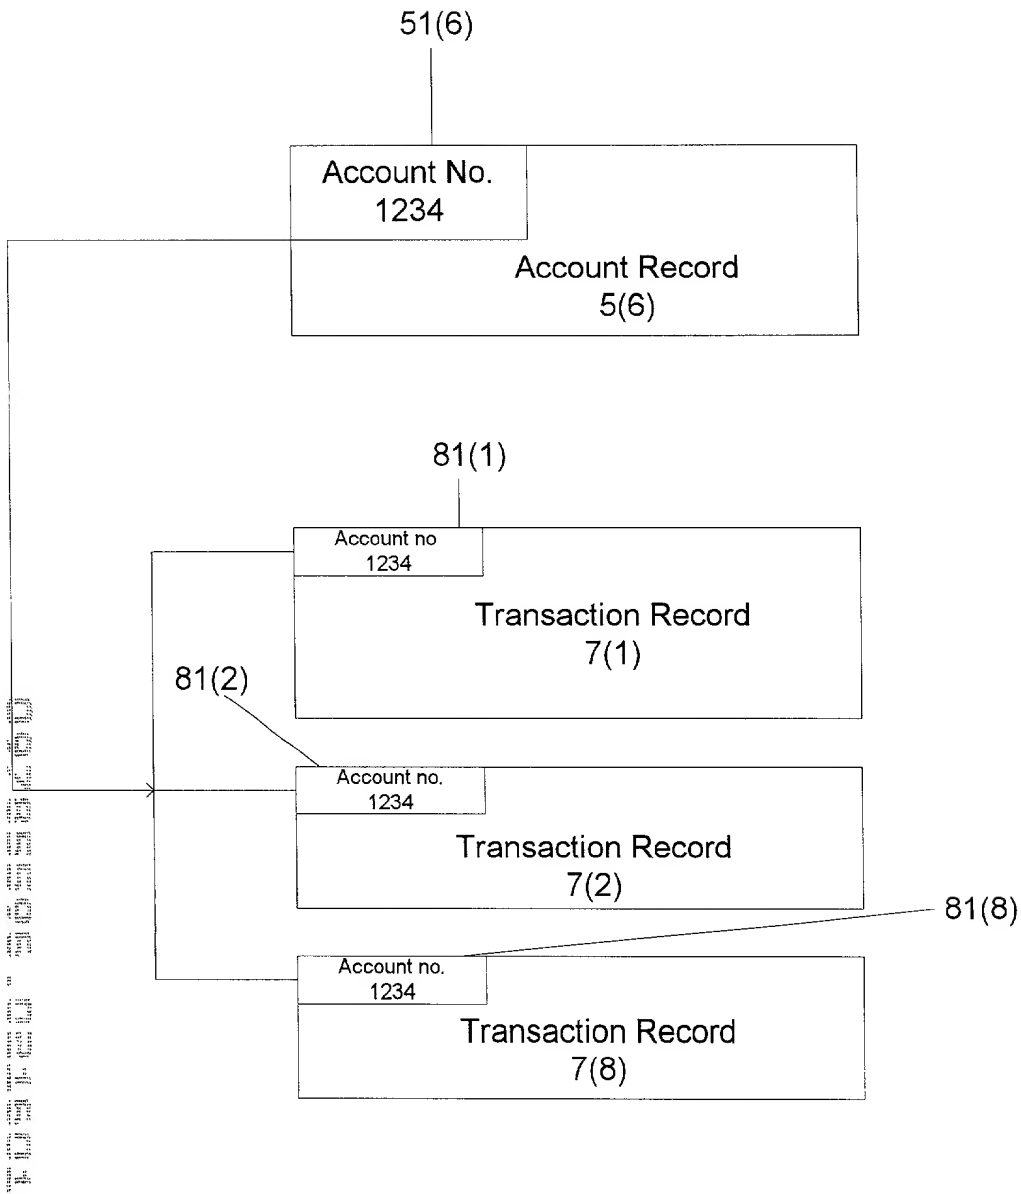 51(6)
Account No.
1234
Account Record
5(6)
81(1)
Account no
1234
Transaction Record
7(1)
81(2)
Account no.
1234
Transaction Record
7(2)
81(8)
Account no.
1234
Transaction Record
7(8)